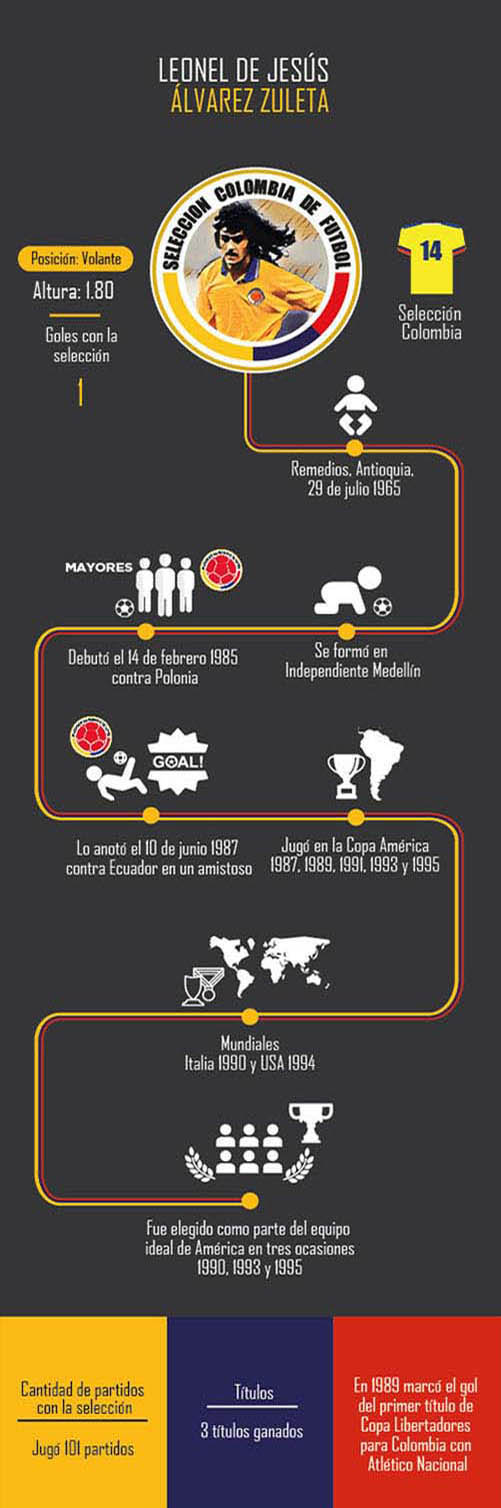 LEONEL DE JESÚS
ÁLVAREZ ZULETA
SELECCION COLOMBIA DE FUTBOL
Posición: Volante
Altura: 1.80
Goles con la
selección
1
14
Selección
Colombia
Remedios, Antioquia,
29 de julio 1965
MAYORES
Debutó el 14 de febrero 1985
contra Polonia
Se formó en
Independiente Medellín
GOAL!
Lo anotó el 10 de junio 1987
contra Ecuador en un amistoso
Jugó en la Copa América
1987, 1989, 1991, 1993 y 1995
Mundiales
Italia 1990 y USA 1994
Fue elegido como parte del equipo
ideal de América en tres ocasiones
1990, 1993 y 1995
Cantidad de partidos
con la selección
Jugó 101 partidos
Títulos
3 títulos ganados
En 1989 marcó el gol
del primer título de
Copa Libertadores
para Colombia con
Atlético Nacional